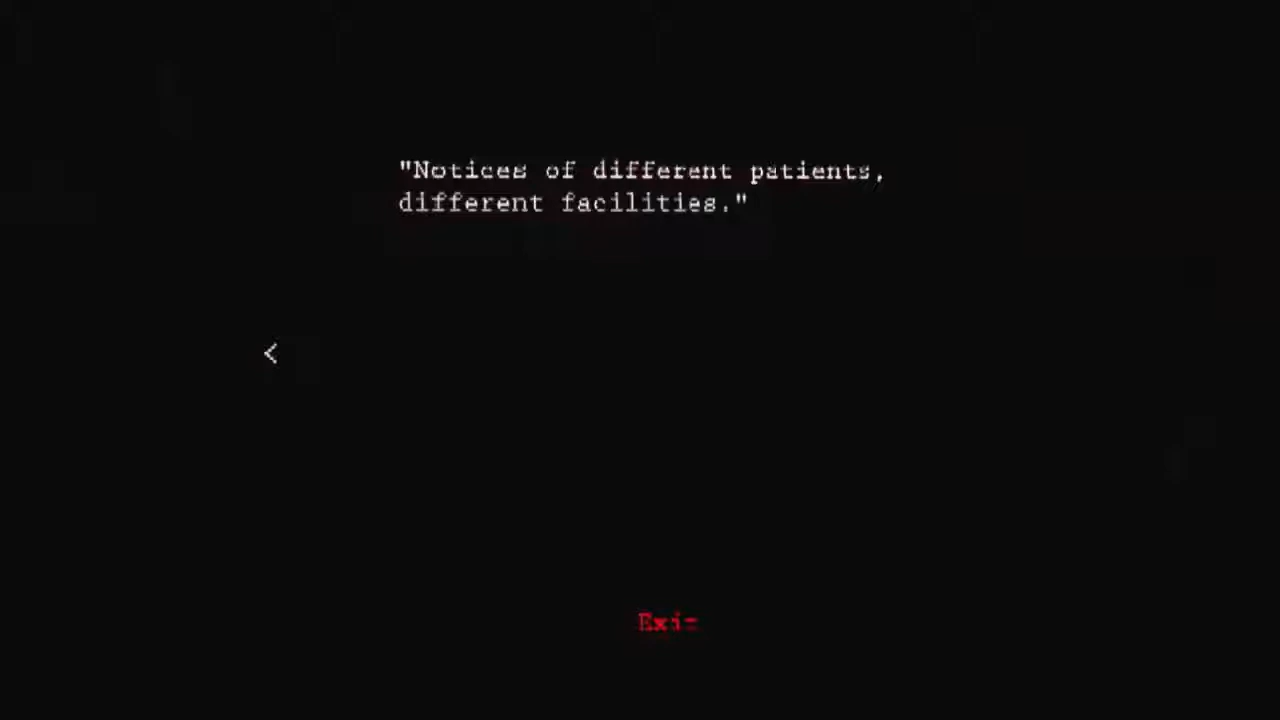 "Notices of different patients,
different facilities."
<
Exit